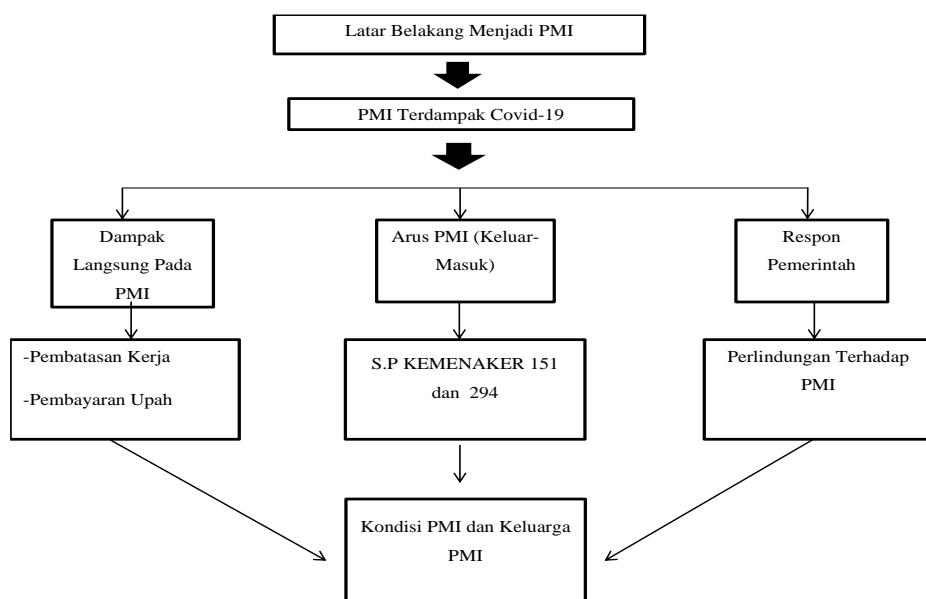 Latar Belakang Menjadi PMI
PMI Terdampak Covid-19
Dampak
Langsung Pada
PMI
Arus PMI (Keluar-
Masuk)
Respon
Pemerintah
-Pembatasan Kerja
-Pembayaran Upah
S.P KEMENAKER 151
dan 294
Perlindungan Terhadap
PMI
Kondisi PMI dan Keluarga
PMI